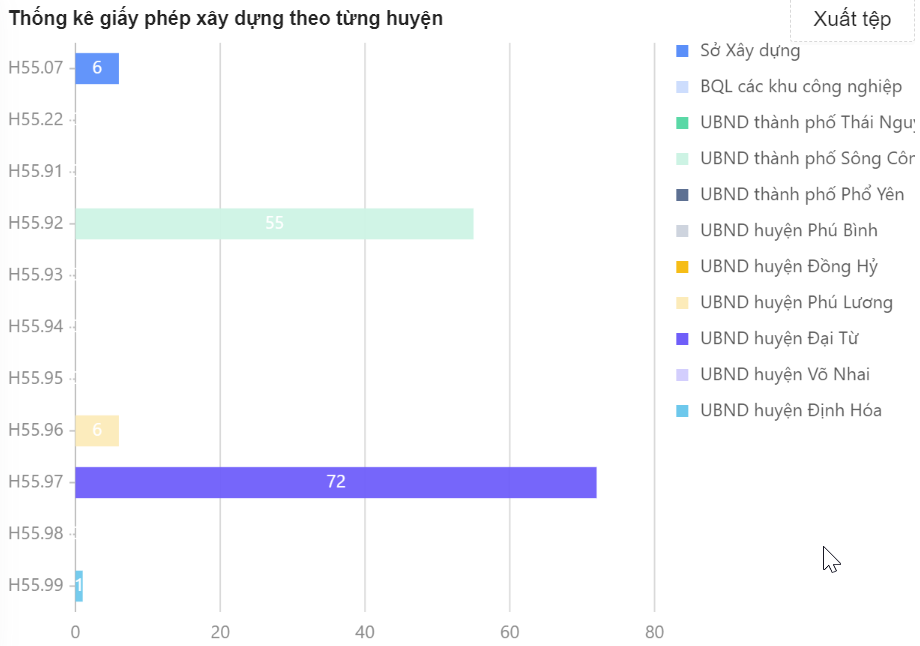 Thống kê giấy phép xây dựng theo từng huyện
Xuất tệp
H55.07
6
H55.22
H55.91
H55.92
55
H55.93
H55.94
H55.95
H55.96
6
H55.97
72
H55.98
H55.99
1
0 20 40 60 80
Sở Xây dựng
BQL các khu công nghiệp
UBND thành phố Thái
UBND thành phố Sông
UBND thành phố Phổ Yên
UBND huyện Phú Bình
UBND huyện Đồng Hỷ
UBND huyện Phú Lương
UBND huyện Đại Từ
UBND huyện Võ Nhai
UBND huyện Định Hóa